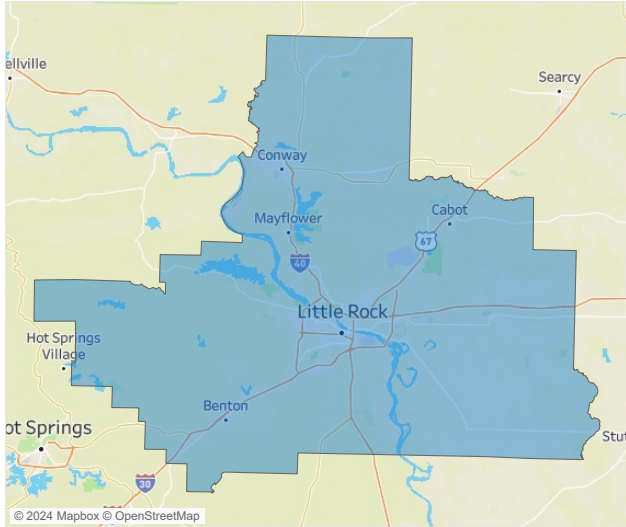 ellville
Searcy
Conway
Cabot
Mayflower
67
40
Little Rock
Hot Springs
Village
Benton
ot Springs
Stut
30
© 2024 Mapbox © OpenStreetMap